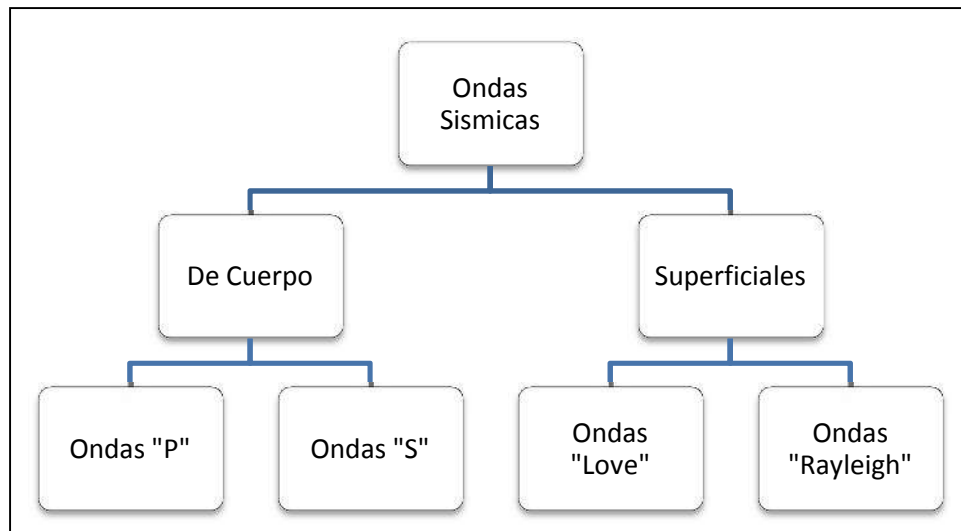 Ondas
Sismicas
De Cuerpo
Superficiales
Ondas "P"
Ondas "S"
Ondas
"Love"
Ondas
"Rayleigh"